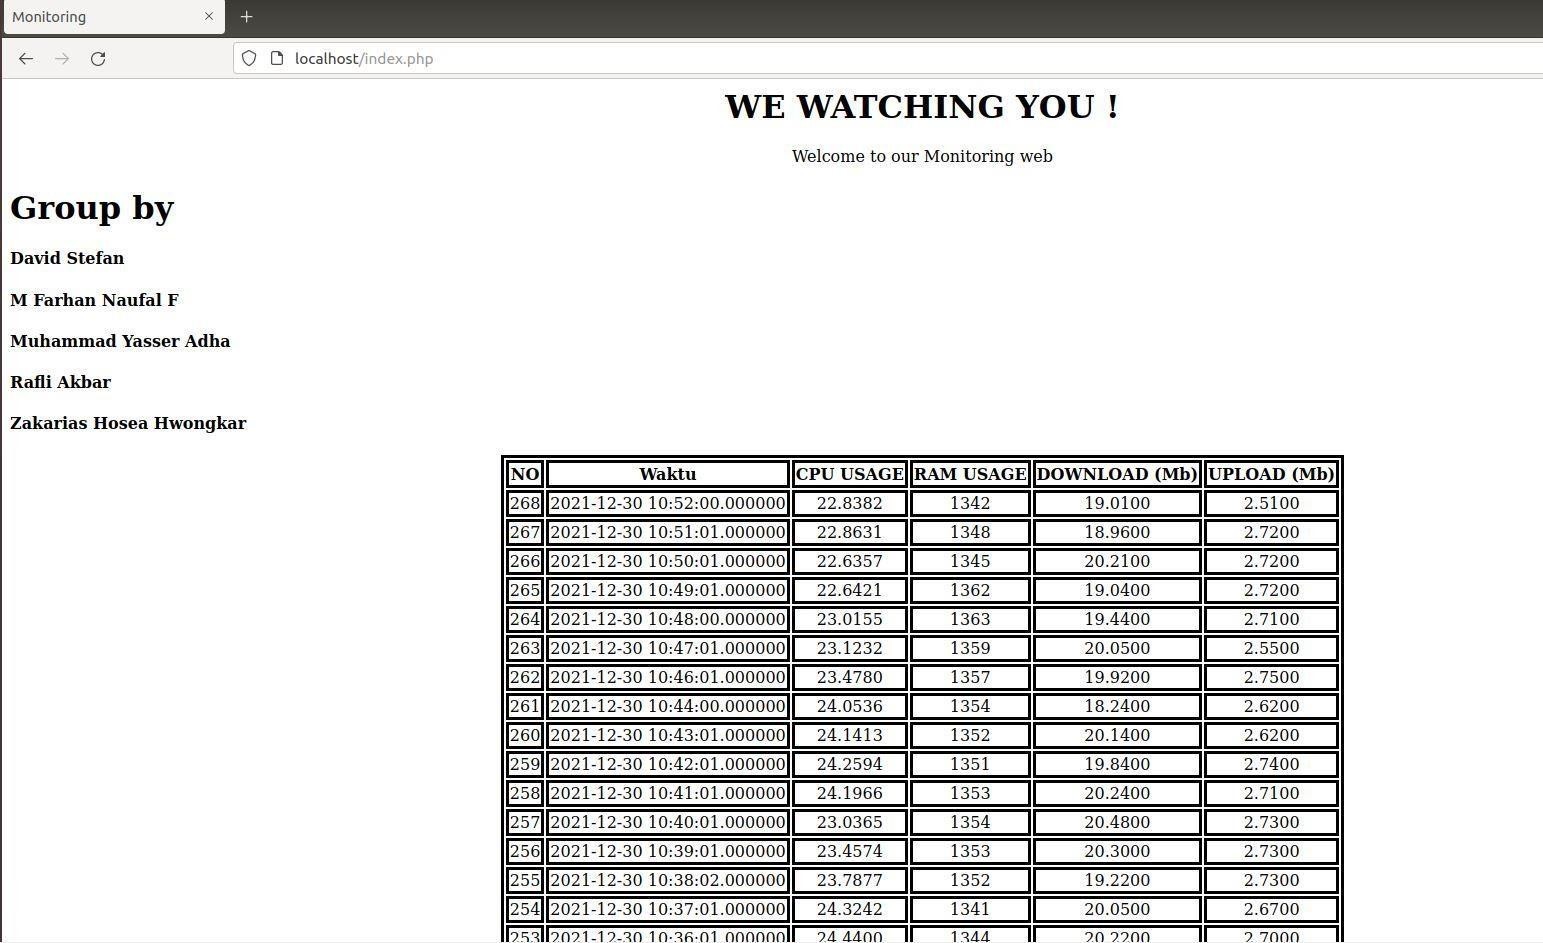 Monitoring
localhost/index.php
WE WATCHING YOU !
Welcome to our Monitoring web
Group by
David Stefan
M Farhan Naufal F
Muhammad Yasser Adha
Rafli Akbar
Zakarias Hosea Hwongkar
NO Waktu CPU USAGE RAM USAGE DOWNLOAD (Mb) UPLOAD (Mb)
268 2021-12-30 10:52:00.000000 22.8382 1342 19.0100 2.5100
267 2021-12-30 10:51:01.000000 22.8631 1348 18.9600 2.7200
266 2021-12-30 10:50:01.000000 22.6357 1345 20.2100 2.7200
265 2021-12-30 10:49:01.000000 22.6421 1362 19.0400 2.7200
264 2021-12-30 10:48:00.000000 23.0155 1363 19.4400 2.7100
263 2021-12-30 10:47:01.000000 23.1232 1359 20.0500 2.5500
262 2021-12-30 10:46:01.000000 23.4780 1357 19.9200 2.7500
261 2021-12-30 10:44:00.000000 24.0536 1354 18.2400 2.6200
260 2021-12-30 10:43:01.000000 24.1413 1352 20.1400 2.6200
259 2021-12-30 10:42:01.000000 24.2594 1351 19.8400 2.7400
258 2021-12-30 10:41:01.000000 24.1966 1353 20.2400 2.7100
257 2021-12-30 10:40:01.000000 23.0365 1354 20.4800 2.7300
256 2021-12-30 10:39:01.000000 23.4574 1353 20.3000 2.7300
255 2021-12-30 10:38:02.000000 23.7877 1352 19.2200 2.7300
254 2021-12-30 10:37:01.000000 24.3242 1341 20.0500 2.6700
253 2021-12-30 10:36:01.000000 24.4400 1344 20.2200 2.7000